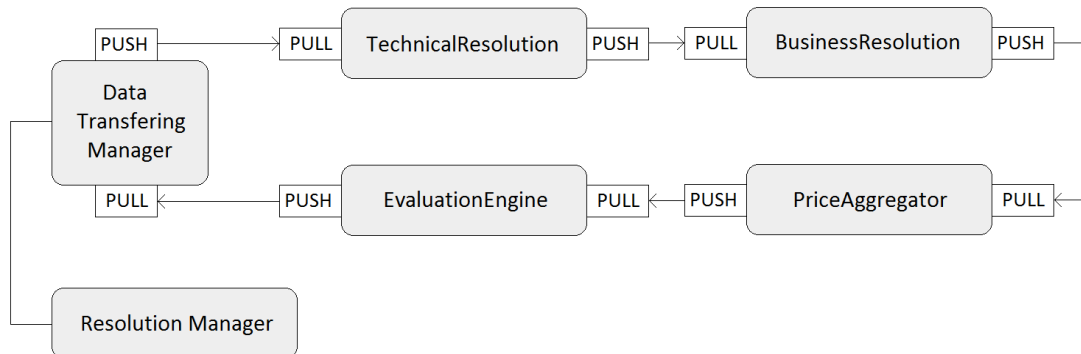 PUSH
PULL
TechnicalResolution
PUSH
PULL
BusinessResolution
PUSH
Data
Transfering
Manager
PULL
PUSH
EvaluationEngine
PULL
PUSH
PriceAggregator
PULL
Resolution Manager